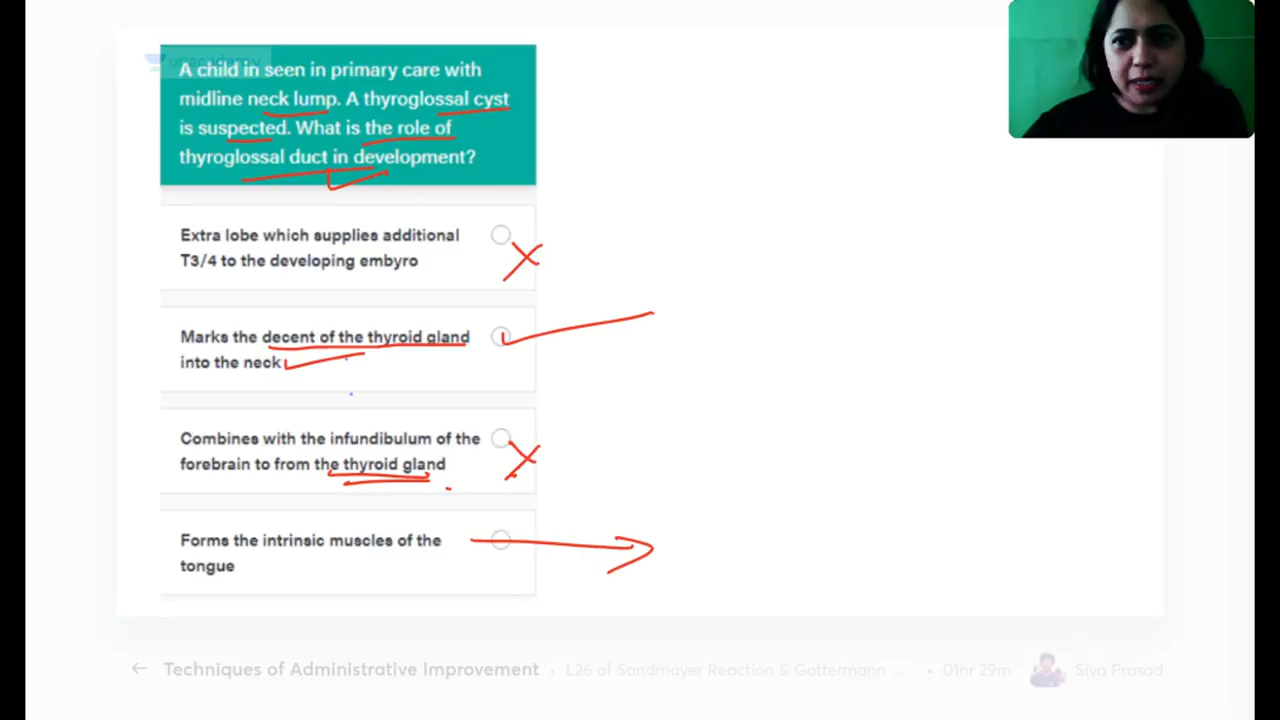 A child in seen in primary care with
midline neck lump. A thyroglossal cyst
is suspected. What is the role of
thyroglossal duct in development?
Extra lobe which supplies additional
T3/4 to the developing embyro
Marks the decent of the thyroid gland
into the neck
Combines with the infundibulum of the
forebrain to from the thyroid gland
Forms the intrinsic muscles of the
tongue
← Techniques of Administrative Improvement • L26 of Sandmayer Reaction & Gattermann ... • 01hr 29m Siva Prasad